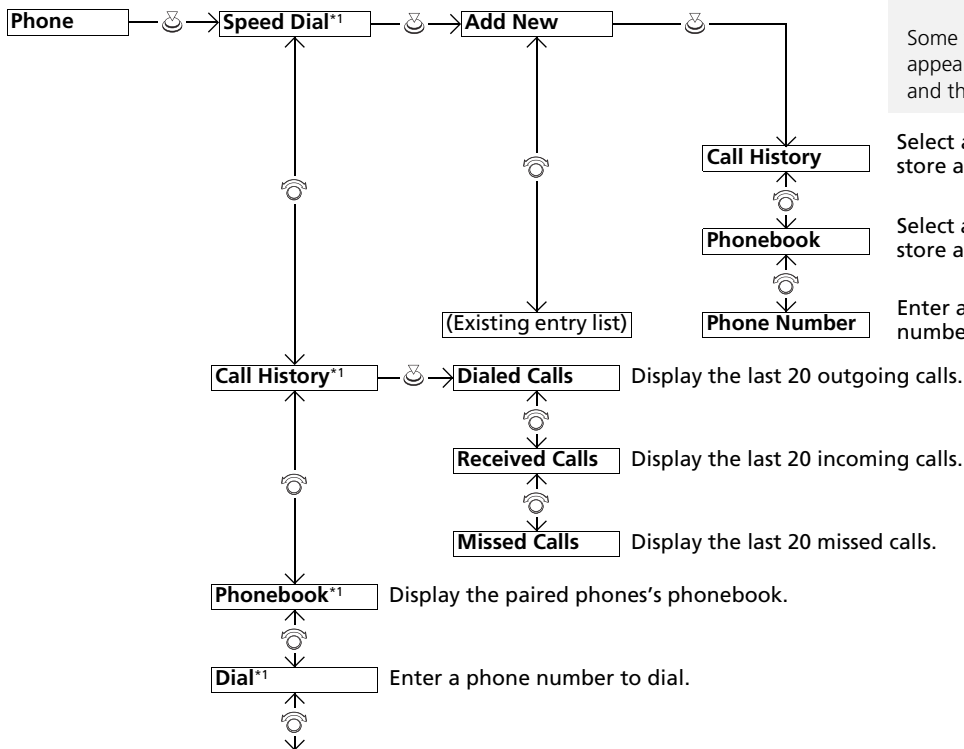 Phone
Speed Dial*1
Add New
Some
appea
and th
Call History
Select a
store a
Phonebook
Select a
store a
(Existing entry list)
Phone Number
Enter a
numbe
Call History*1
Dialed Calls
Display the last 20 outgoing calls.
Received Calls
Display the last 20 incoming calls.
Missed Calls
Display the last 20 missed calls.
Phonebook*1
Display the paired phones's phonebook.
Dial*1
Enter a phone number to dial.